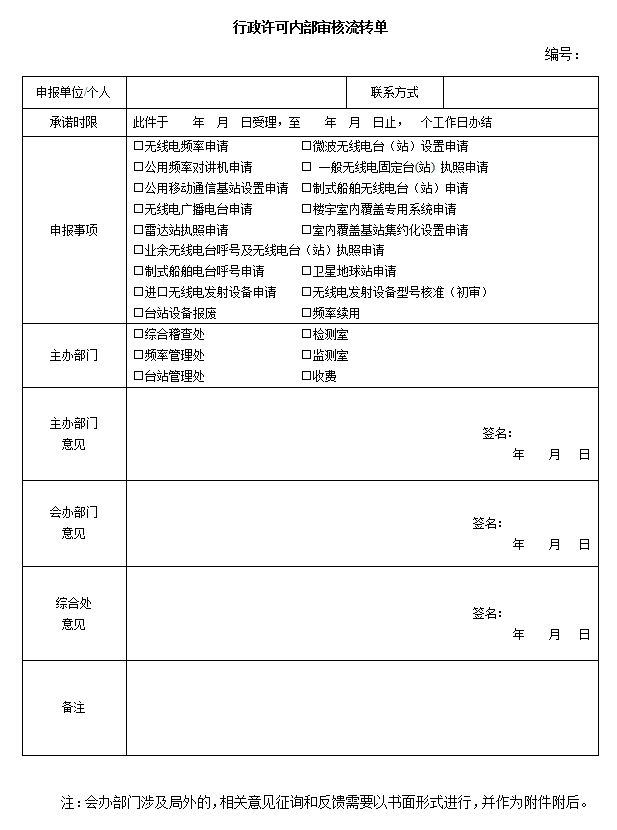 行政许可内部审核流转单
编号：
申报单位/个人 联系方式
承诺时限 此件于 年 月 日受理，至 年 月 日止， 个工作日办结
申报事项
□无线电频率申请 □微波无线电台（站）设置申请
□公用频率对讲机申请 □ 一般无线电固定台(站) 执照申请
□公用移动通信基站设置申请 □制式船舶无线电台（站）申请
□无线电广播电台申请 □楼宇室内覆盖专用系统申请
□雷达站执照申请 □室内覆盖基站集约化设置申请
□业余无线电台呼号及无线电台（站）执照申请
□制式船舶电台呼号申请 □卫星地球站申请
□进口无线电发射设备申请 □无线电发射设备型号核准（初审）
□台站设备报废 □频率续用
主办部门
□综合稽查处 □检测室
□频率管理处 □监测室
□台站管理处 □收费
主办部门
意见
签名：
年 月 日
会办部门
意见
签名：
年 月 日
综合处
意见
签名：
年 月 日
备注
注：会办部门涉及局外的，相关意见征询和反馈需要以书面形式进行，并作为附件附后。